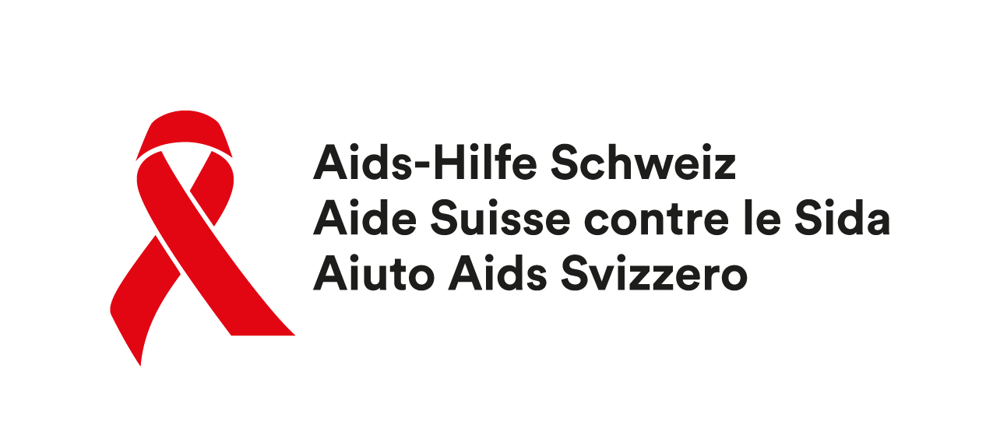 Aids-Hilfe Schweiz
Aide Suisse contre le Sida
Aiuto Aids Svizzero